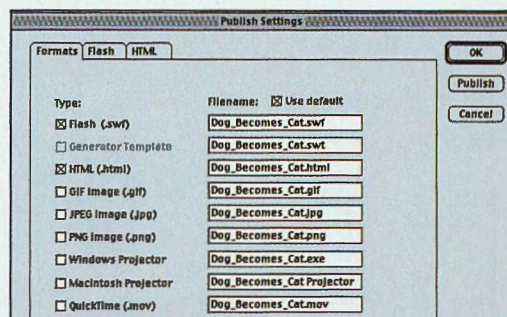 Publish Settings
Formats Flash HTML
OK
Publish
Cancel
Type: Filename: Use default
Flash (.swf) Dog_Becomes_Cat.swf
Generator Template Dog_Becomes_Cat.swt
HTML (.html) Dog_Becomes_Cat.html
GIF Image (.gif) Dog_Becomes_Cat.gif
JPEG Image (.jpg) Dog_Becomes_Cat.jpg
PNG Image (.png) Dog_Becomes_Cat.png
Windows Projector Dog_Becomes_Cat.exe
Macintosh Projector Dog_Becomes_Cat Projector
QuickTime (.mov) Dog_Becomes_Cat.mov